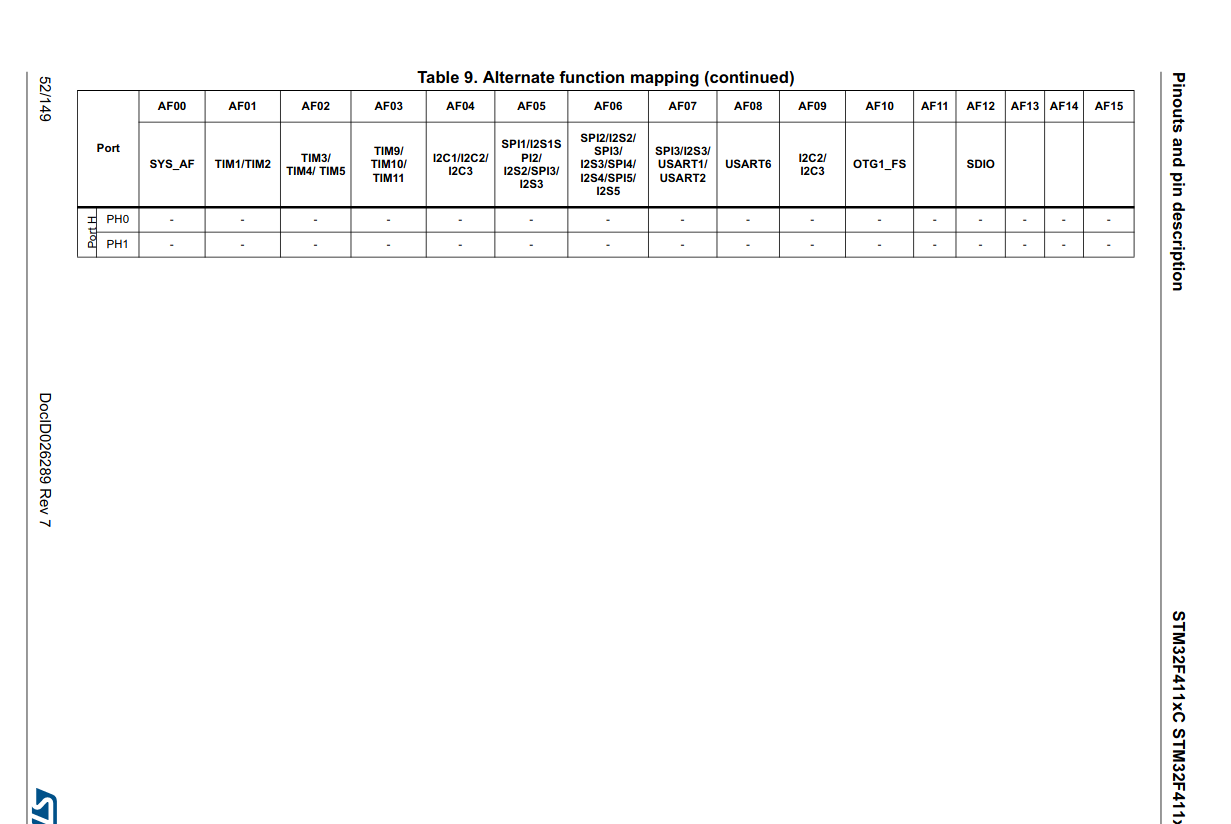 Table 9. Alternate function mapping (continued)
Port
AF00 AF01 AF02 AF03 AF04 AF05 AF06 AF07 AF08 AF09 AF10 AF11 AF12 AF13 AF14 AF15
SYS_AF
TIM1/TIM2
TIM3/
TIM4/ TIM5
TIM9/
TIM10/
TIM11
I2C1/I2C2/
I2C3
SPI1/I2S1S
PI2/
I2S2/SPI3/
I2S3
SPI2/I2S2/
SPI3/
I2S3/SPI4/
I2S4/SPI5/
I2S5
SPI3/I2S3/
USART1/
USART2
USART6
I2C2/
I2C3
OTG1_FS
SDIO
Port H
PH0 - - - - - - - - - - - - - - - -
PH1 - - - - - - - - - - - - - - - -
52/149
DocID026289 Rev 7
Pinouts and pin description
STM32F411xC STM32F411x